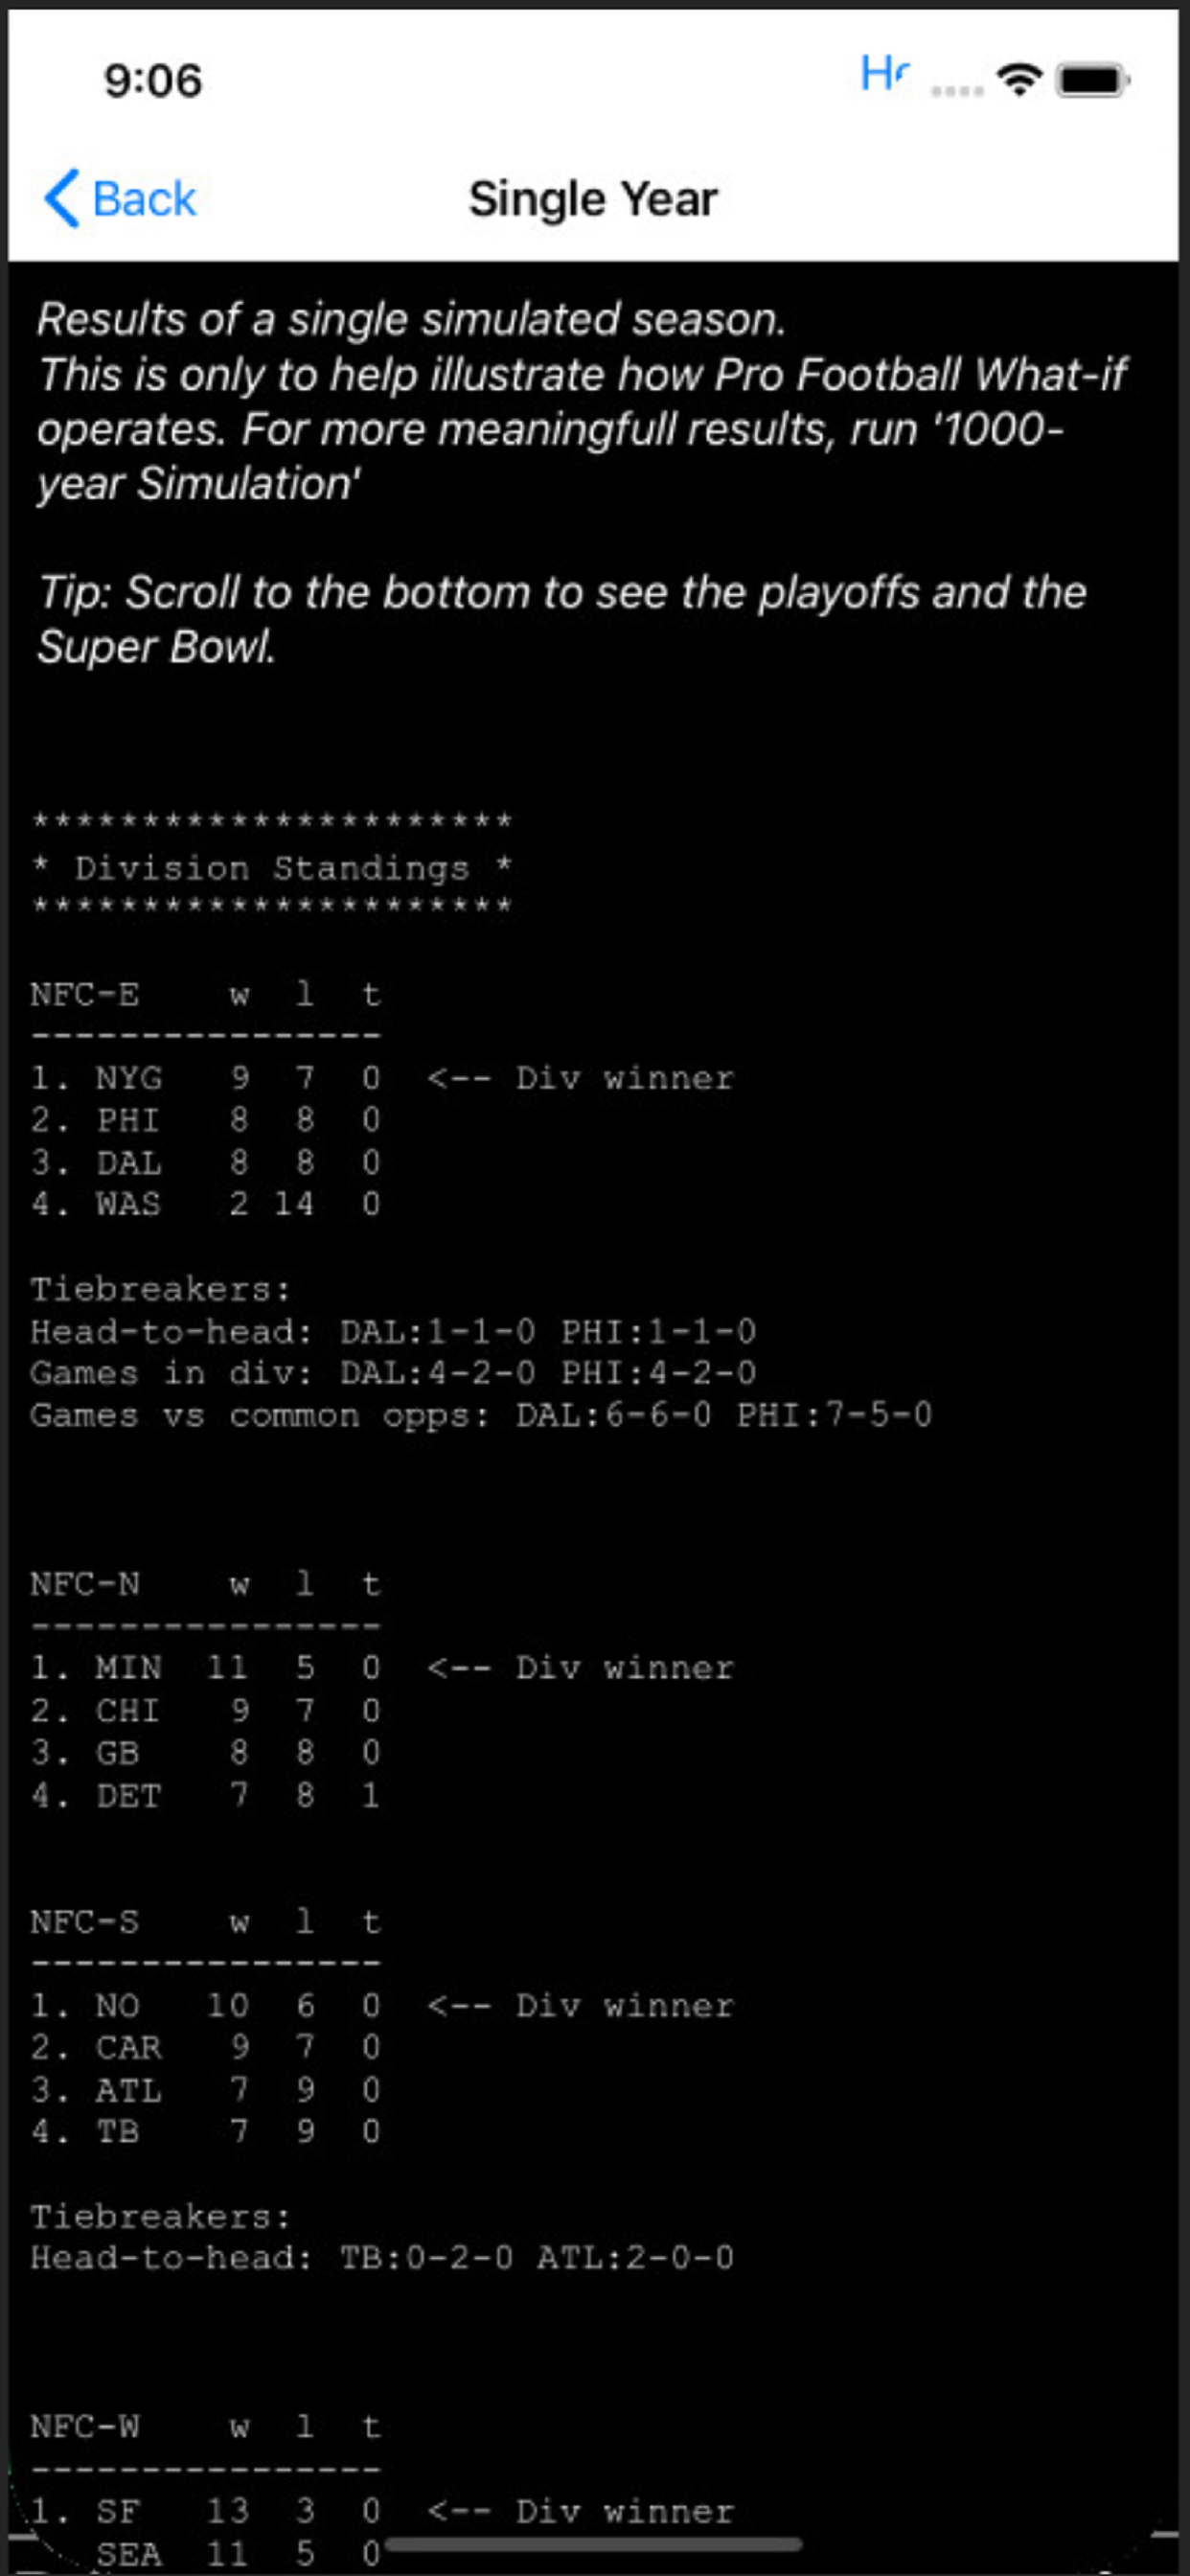 9:06
Back
Single Year
Results of a single simulated season.
This is only to help illustrate how Pro Football What-if
operates. For more meaningfull results, run '1000-
year Simulation'
Tip: Scroll to the bottom to see the playoffs and the
Super Bowl.
**********************
* Division Standings *
**********************
NFC-E w l t
----------------
1. NYG 9 7 0 <-- Div winner
2. PHI 8 8 0
3. DAL 8 8 0
4. WAS 2 14 0
Tiebreakers:
Head-to-head: DAL:1-1-0 PHI:1-1-0
Games in div: DAL:4-2-0 PHI:4-2-0
Games vs common opps: DAL:6-6-0 PHI:7-5-0
NFC-N w l t
----------------
1. MIN 11 5 0 <-- Div winner
2. CHI 9 7 0
3. GB 8 8 0
4. DET 7 8 1
NFC-S w l t
----------------
1. NO 10 6 0 <-- Div winner
2. CAR 9 7 0
3. ATL 7 9 0
4. TB 7 9 0
Tiebreakers:
Head-to-head: TB:0-2-0 ATL:2-0-0
NFC-W w l t
----------------
1. SF 13 3 0 <-- Div winner
SEA 11 5 0